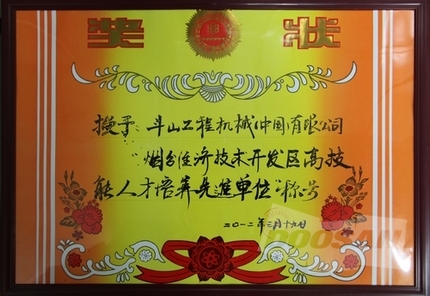 奖 状
授予：斗山工程机械(中国)有限公司
"烟台经济技术开发区高技
能人才培养先進单位"称号
二〇一二年三月十九日
DOOSAN